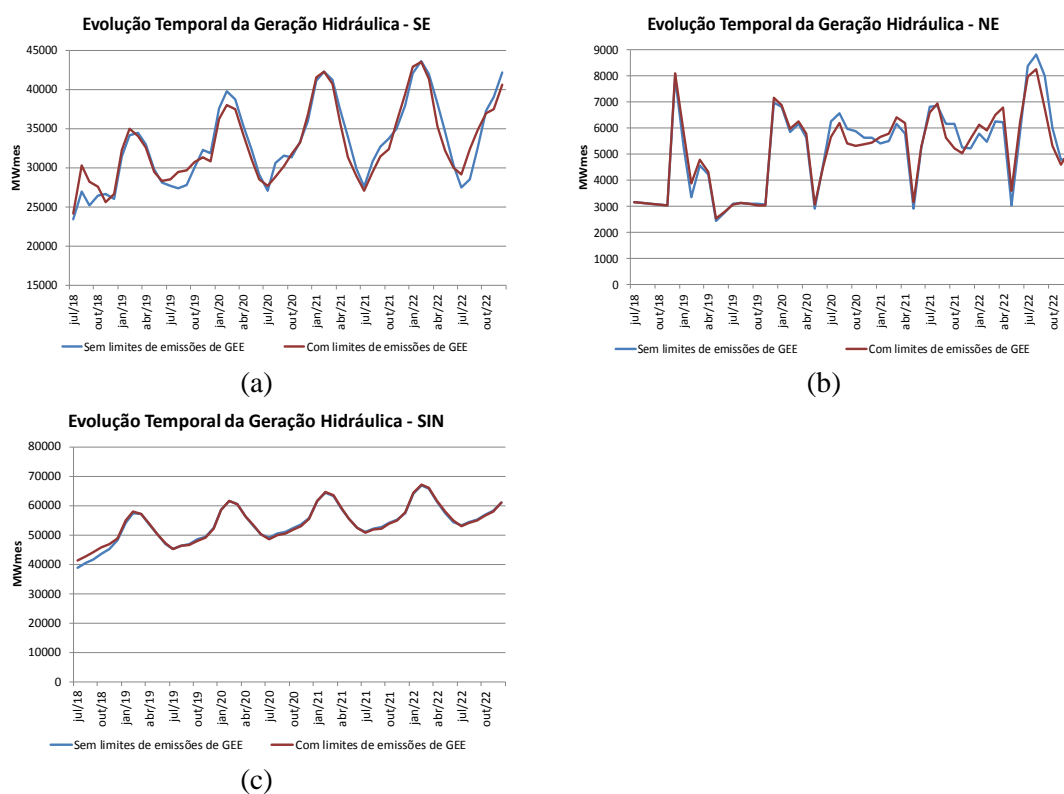 Evolução Temporal da Geração Hidráulica - SE
45000
40000
35000
30000
25000
20000
15000
MWmes
jul/18
out/18
jan/19
abr/19
jul/19
out/19
jan/20
abr/20
jul/20
out/20
jan/21
abr/21
jul/21
out/21
jan/22
abr/22
jul/22
out/22
Sem limites de emissões de GEE
Com limites de emissões de GEE
(a)
Evolução Temporal da Geração Hidráulica - NE
9000
8000
7000
6000
5000
4000
3000
2000
1000
0
MWmes
jul/18
out/18
jan/19
abr/19
jul/19
out/19
jan/20
abr/20
jul/20
out/20
jan/21
abr/21
jul/21
out/21
jan/22
abr/22
jul/22
out/22
Sem limites de emissões de GEE
Com limites de emissões de GEE
(b)
Evolução Temporal da Geração Hidráulica - SIN
80000
70000
60000
50000
40000
30000
20000
10000
0
MWmes
jul/18
out/18
jan/19
abr/19
jul/19
out/19
jan/20
abr/20
jul/20
out/20
jan/21
abr/21
jul/21
out/21
jan/22
abr/22
jul/22
out/22
Sem limites de emissões de GEE
Com limites de emissões de GEE
(c)